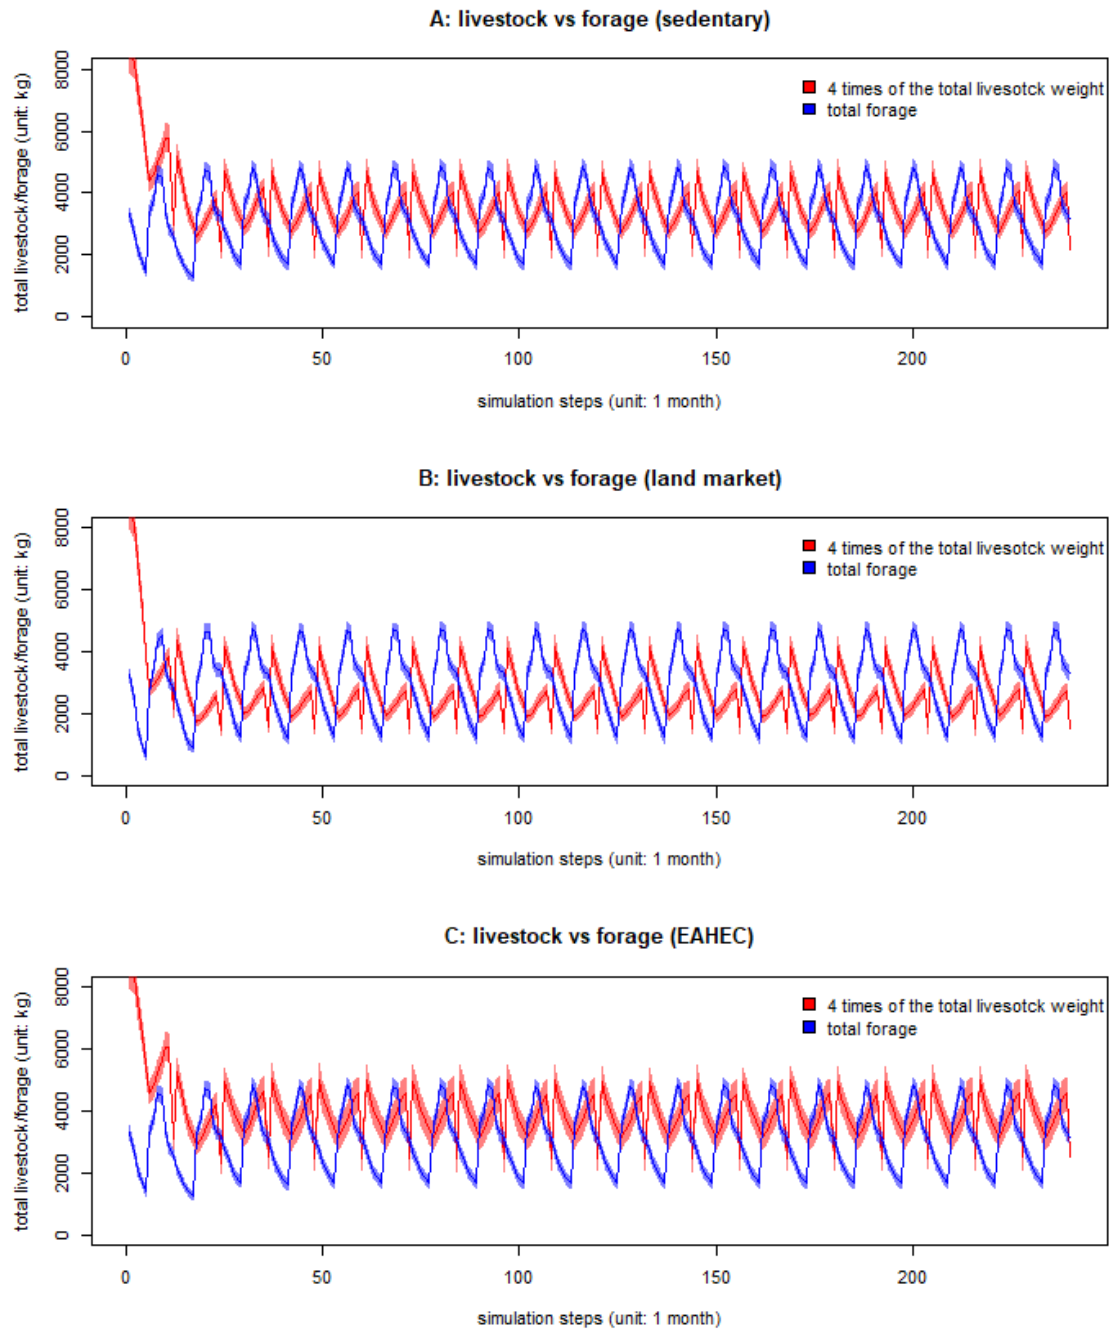 A: livestock vs forage (sedentary)
total livestock/forage (unit: kg)
8000
6000
4000
2000
0
4 times of the total livesotck weight
total forage
0 50 100 150 200
simulation steps (unit: 1 month)
B: livestock vs forage (land market)
total livestock/forage (unit: kg)
8000
6000
4000
2000
0
4 times of the total livesotck weight
total forage
0 50 100 150 200
simulation steps (unit: 1 month)
C: livestock vs forage (EAHEC)
total livestock/forage (unit: kg)
8000
6000
4000
2000
0
4 times of the total livesotck weight
total forage
0 50 100 150 200
simulation steps (unit: 1 month)